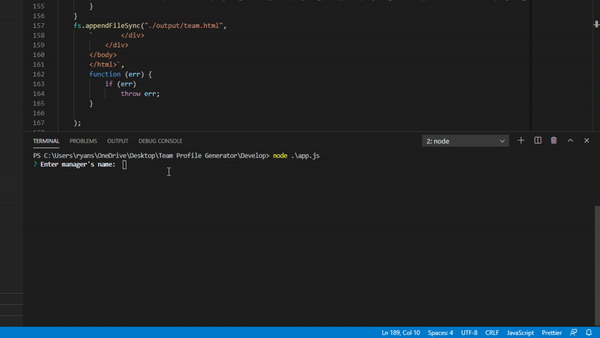 155 }
156 }
157 fs.appendFileSync("./output/team.html",
158 ` </div>
159 </div>
160 </body>
161 </html>`,
162 function (err) {
163 if (err)
164 throw err;
165 }
166
167 );
TERMINAL PROBLEMS OUTPUT DEBUG CONSOLE 2: node
PS C:\Users\ryans\OneDrive\Desktop\Team Profile Generator\Develop> node .\app.js
? Enter manager's name:
Ln 189, Col 10 Spaces: 4 UTF-8 CRLF JavaScript Prettier